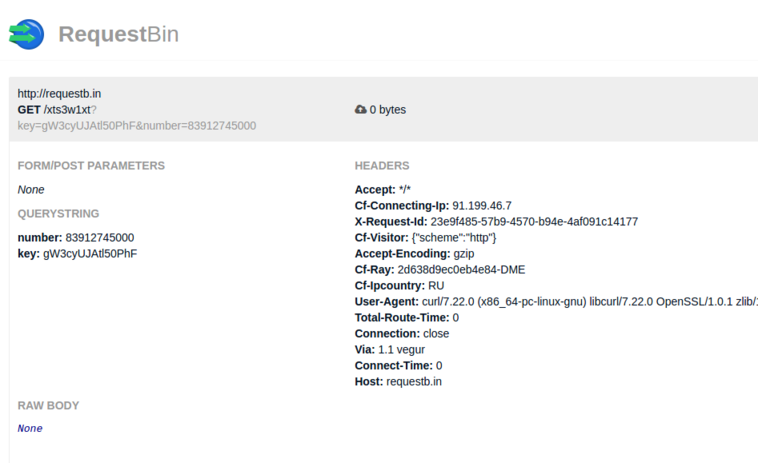 RequestBin
http://requestb.in
GET /xts3w1xt?
key=gW3cyUJAtl50PhF&number=83912745000
0 bytes
FORM/POST PARAMETERS
None
QUERYSTRING
number: 83912745000
key: gW3cyUJAtl50PhF
HEADERS
Accept: */*
Cf-Connecting-Ip: 91.199.46.7
X-Request-Id: 23e9f485-57b9-4570-b94e-4af091c14177
Cf-Visitor: {"scheme":"http"}
Accept-Encoding: gzip
Cf-Ray: 2d638d9ec0eb4e84-DME
Cf-Ipcountry: RU
User-Agent: curl/7.22.0 (x86_64-pc-linux-gnu) libcurl/7.22.0 OpenSSL/1.0.1 zlib/
Total-Route-Time: 0
Connection: close
Via: 1.1 vegur
Connect-Time: 0
Host: requestb.in
RAW BODY
None